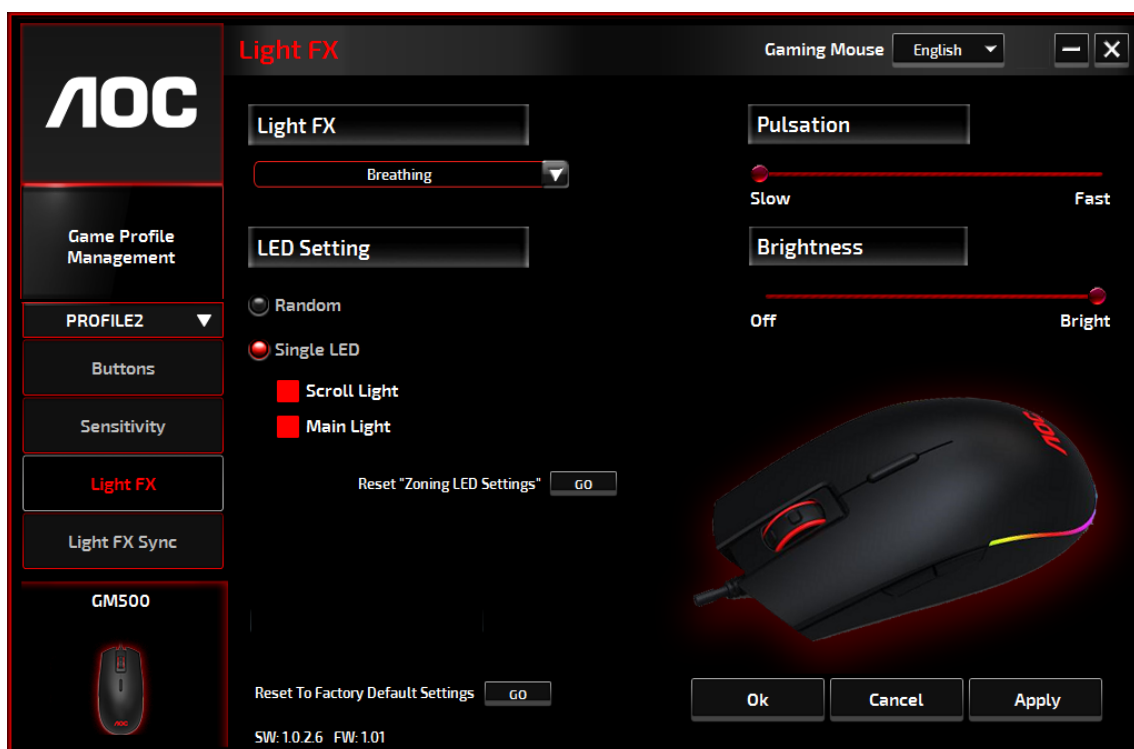 AOC
Light FX
Gaming Mouse English
Game Profile
Management
PROFILE2
Buttons
Sensitivity
Light FX
Light FX Sync
GM500
AOC
Light FX
Breathing
LED Setting
Random
Single LED
Scroll Light
Main Light
Reset "Zoning LED Settings" GO
Pulsation
Slow Fast
Brightness
Off Bright
AOC
Reset To Factory Default Settings GO
SW: 1.0.2.6 FW: 1.01
Ok Cancel Apply